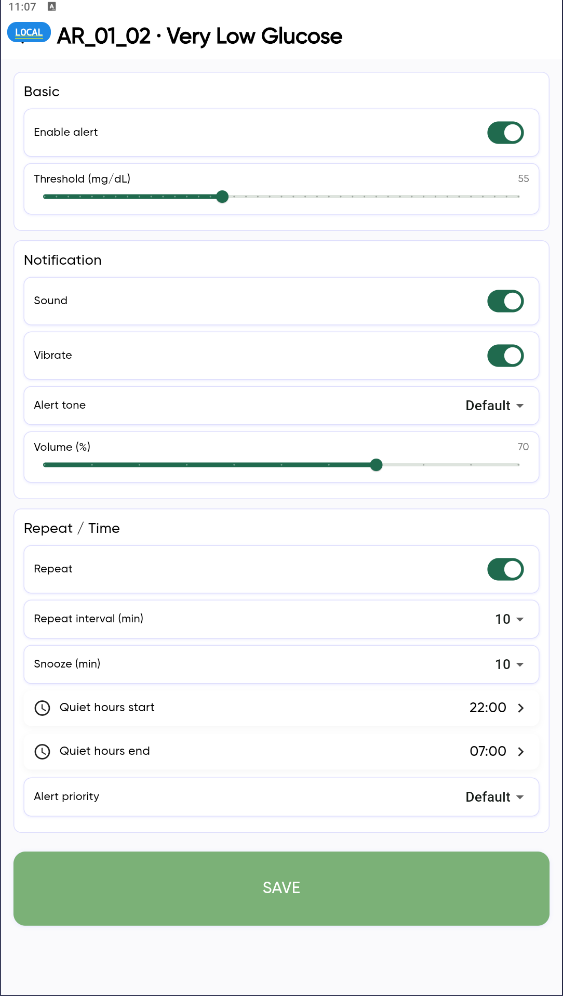 11:07 A
LOCAL
AR_01_02 · Very Low Glucose
Basic
Enable alert
Threshold (mg/dL) 55
Notification
Sound
Vibrate
Alert tone Default
Volume (%) 70
Repeat / Time
Repeat
Repeat interval (min) 10
Snooze (min) 10
Quiet hours start 22:00
Quiet hours end 07:00
Alert priority Default
SAVE